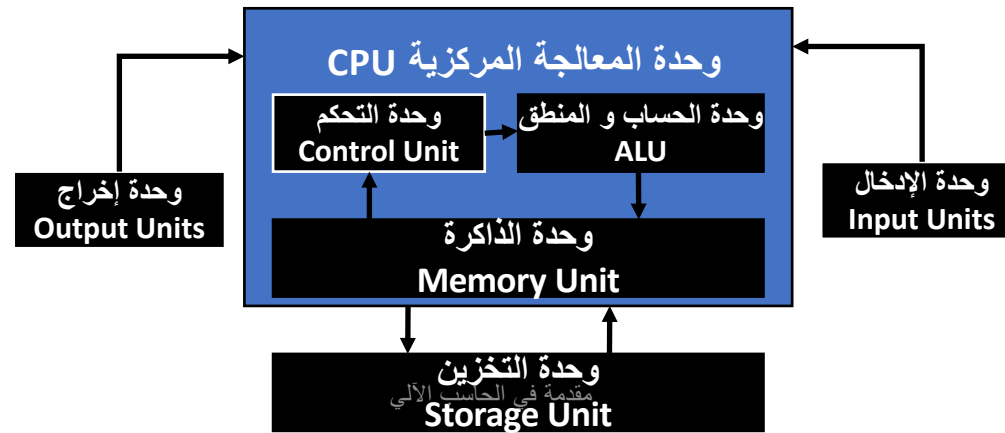 وحدة المعالجة المركزية CPU
وحدة التحكم
Control Unit
وحدة الحساب و المنطق
ALU
وحدة إخراج
Output Units
وحدة الإدخال
Input Units
وحدة الذاكرة
Memory Unit
وحدة التخزين
مقدمة في الحاسب الآلي
Storage Unit